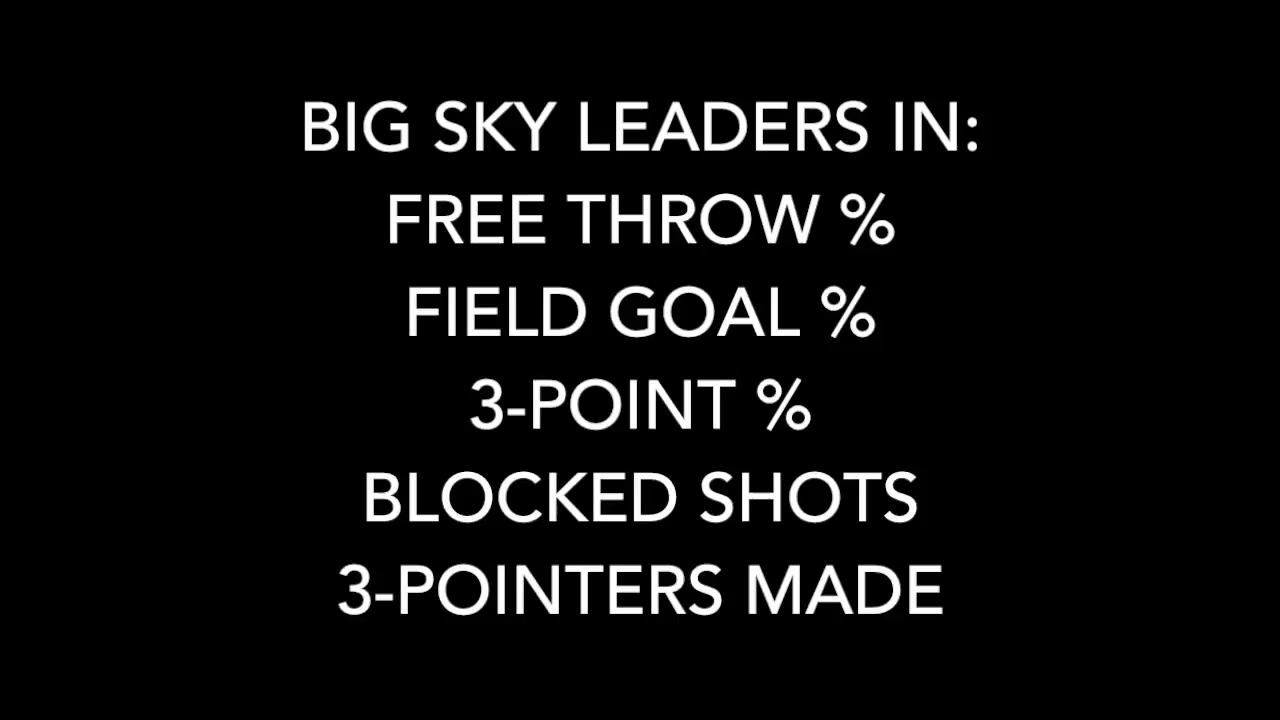 BIG SKY LEADERS IN:
FREE THROW %
FIELD GOAL %
3-POINT %
BLOCKED SHOTS
3-POINTERS MADE